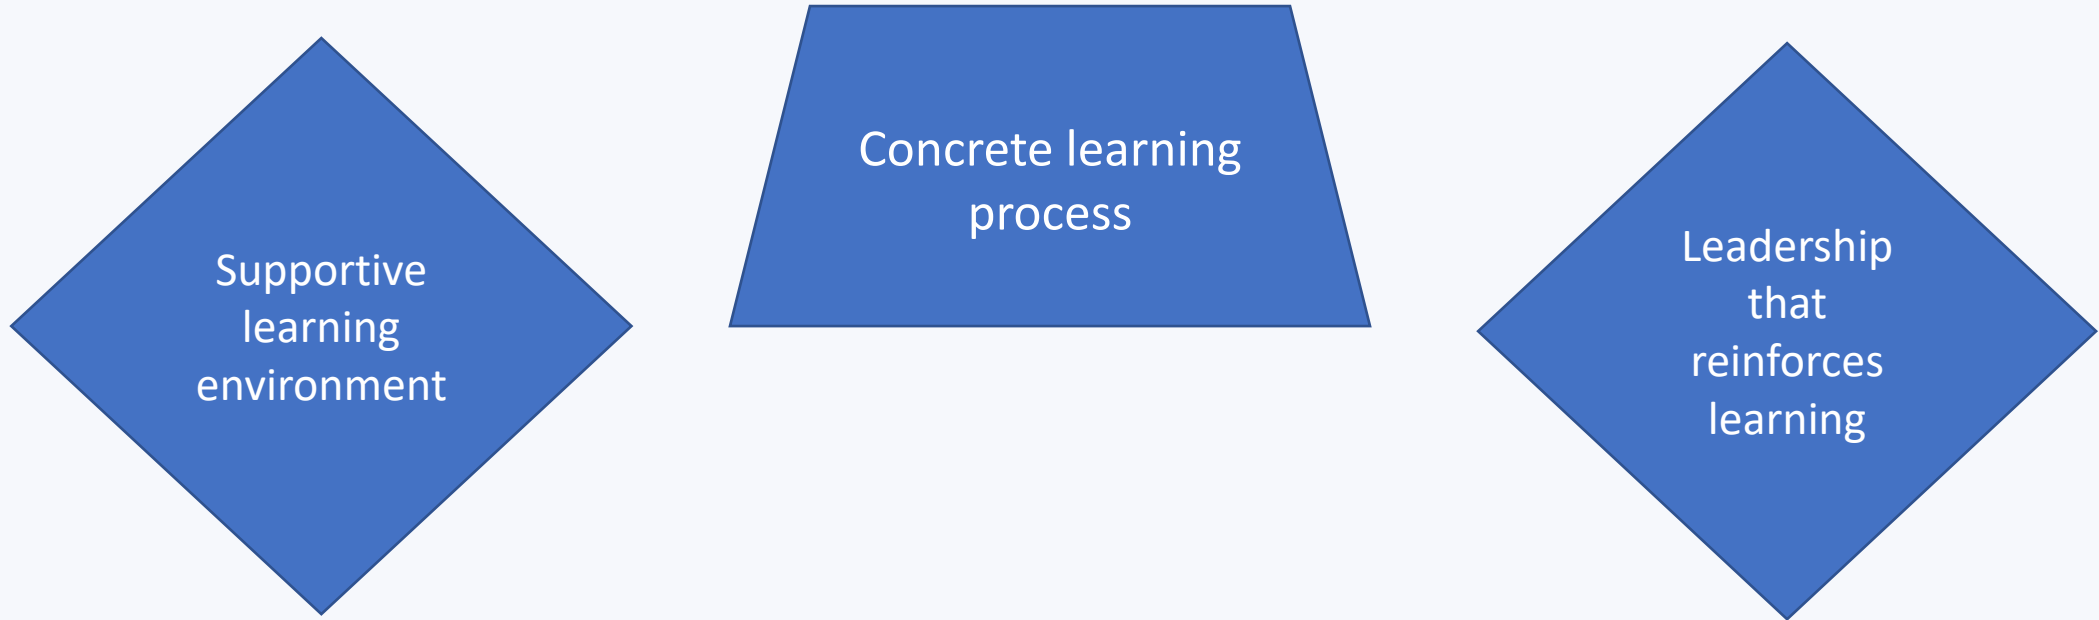 Supportive
learning
environment
Concrete learning
process
Leadership
that
reinforces
learning